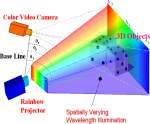 Color Video Camera
3D Objects
Base Line
Rainbow
Projector
Spatially Varying
Wavelength Illumination